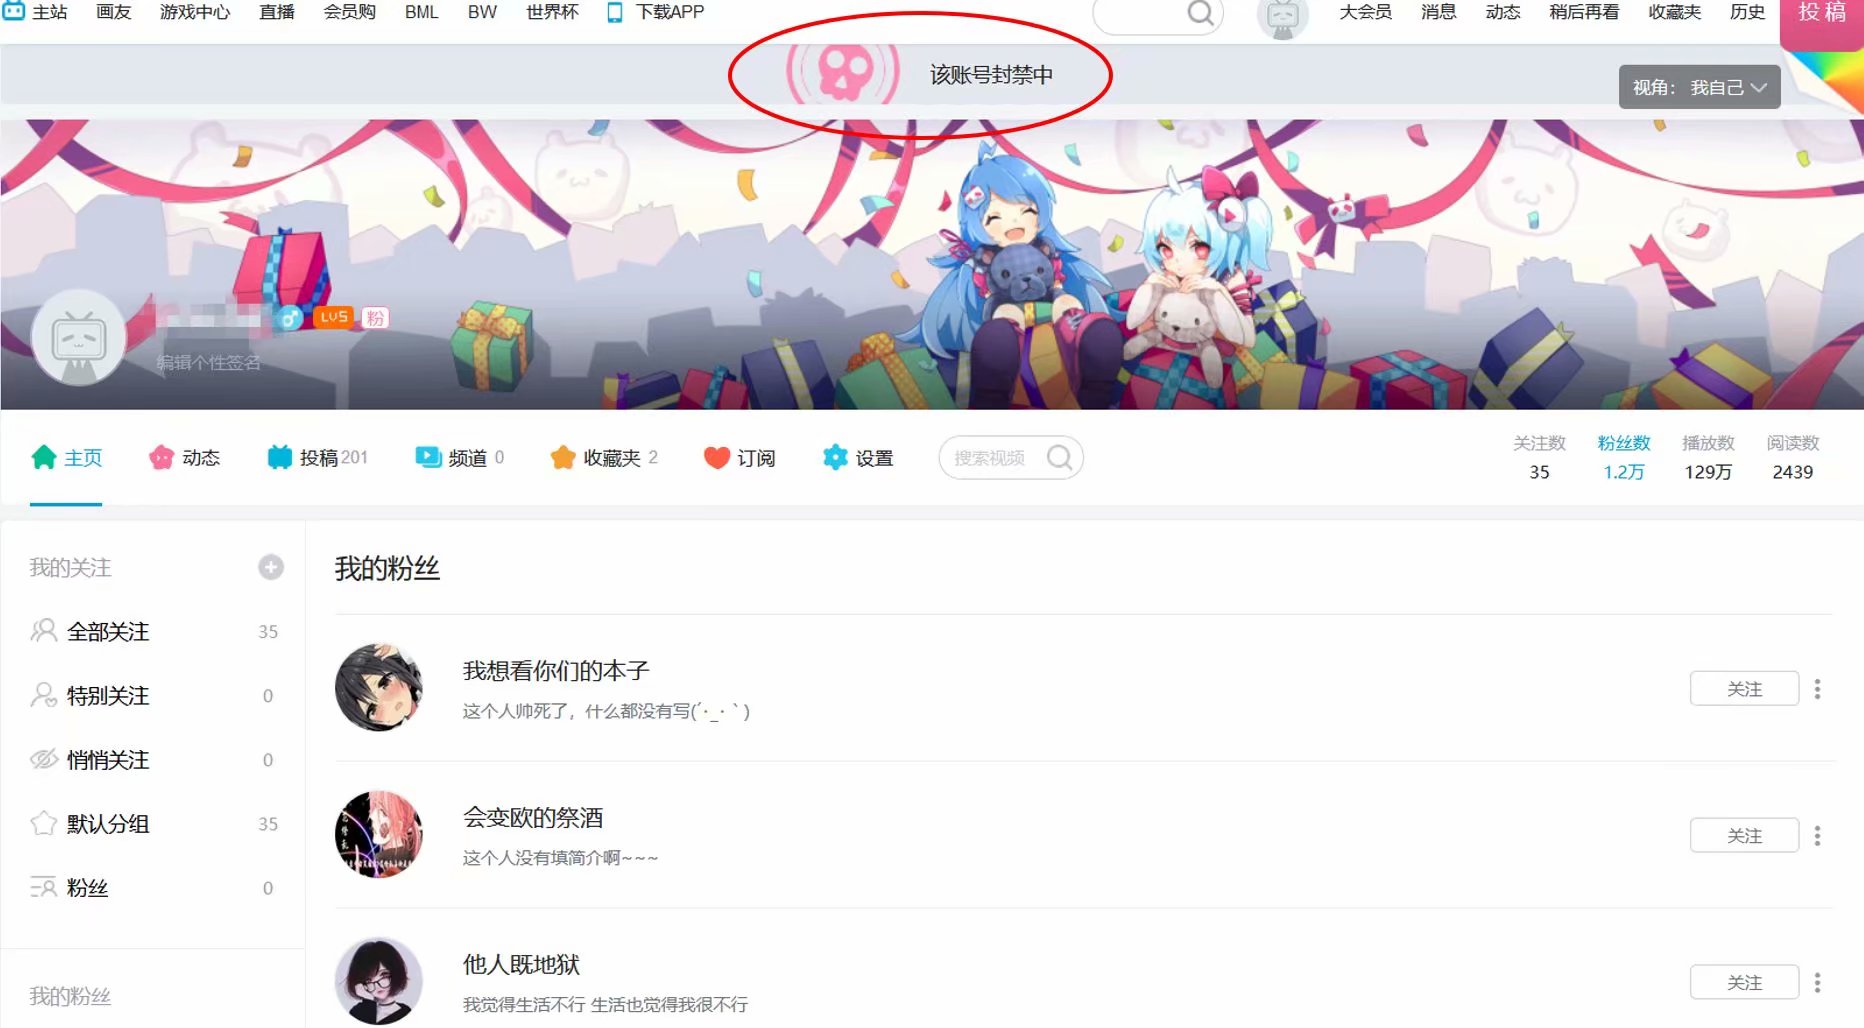 主站 画友 游戏中心 直播 会员购 BML BW 世界杯 下载APP 大会员 消息 动态 稍后再看 收藏夹 历史 投稿
该账号封禁中
视角： 我自己
LV5 粉
编辑个性签名
主页 动态 投稿 201 频道 0 收藏夹 2 订阅 设置 搜索视频
关注数 粉丝数 播放数 阅读数
35 1.2万 129万 2439
我的关注
全部关注 35
特别关注 0
悄悄关注 0
默认分组 35
粉丝 0
我的粉丝
我的粉丝
我想看你们的本子
这个人帅死了，什么都没有写(´･_･｀)
关注
会变欧的祭酒
这个人没有填简介啊~~~
关注
他人既地狱
我觉得生活不行 生活也觉得我很不行
关注